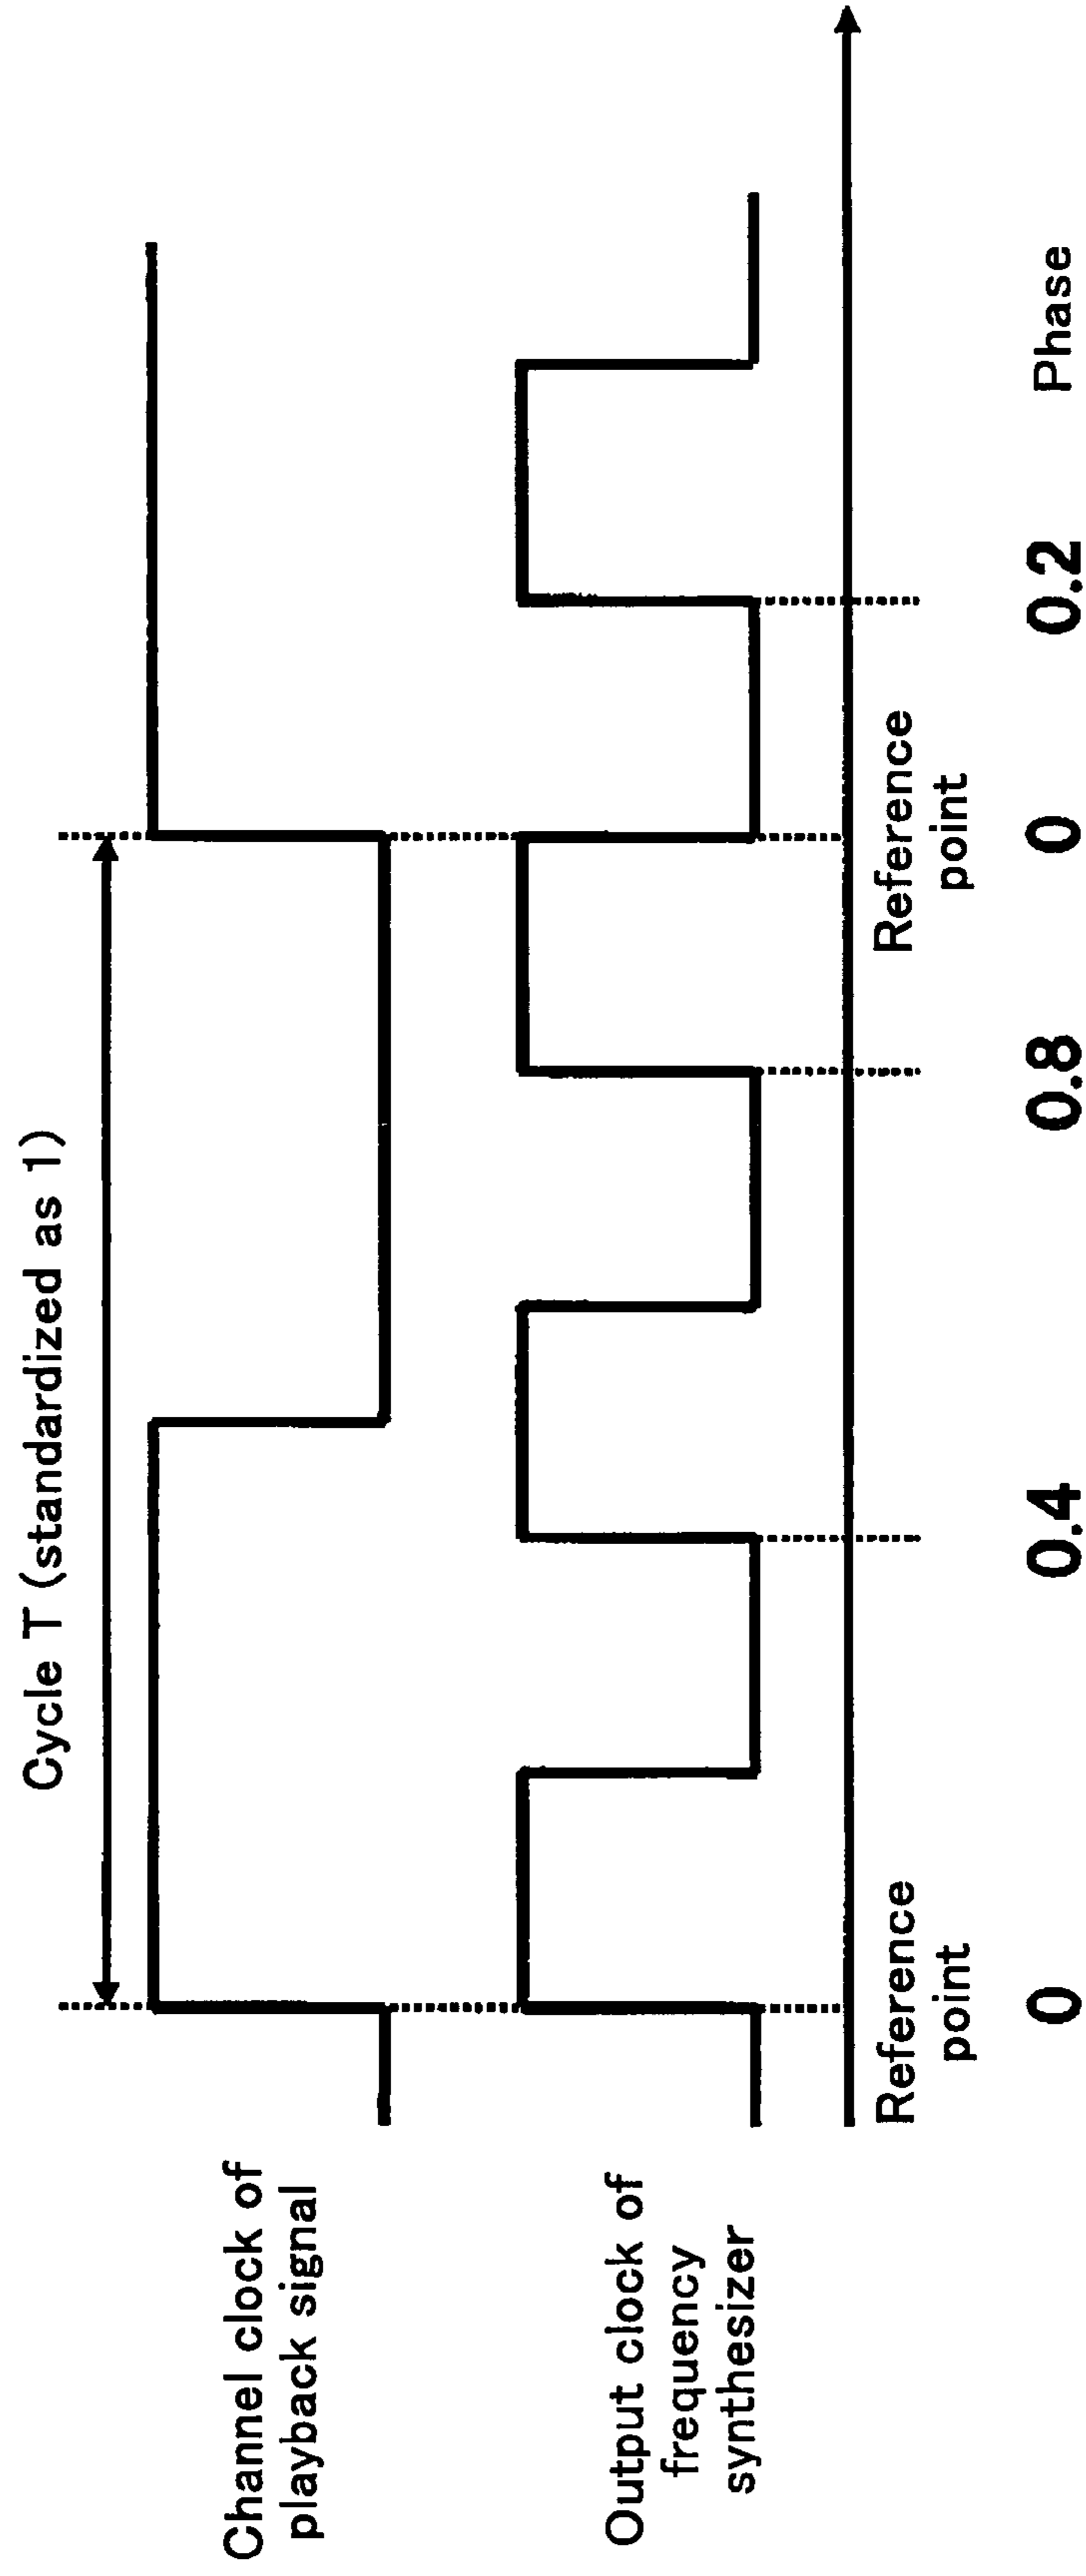 Cycle T (standardized as 1)
Channel clock of
playback signal
Output clock of
frequency
synthesizer
Reference
point
Reference
point
0
0.4
0.8
0
0.2
Phase